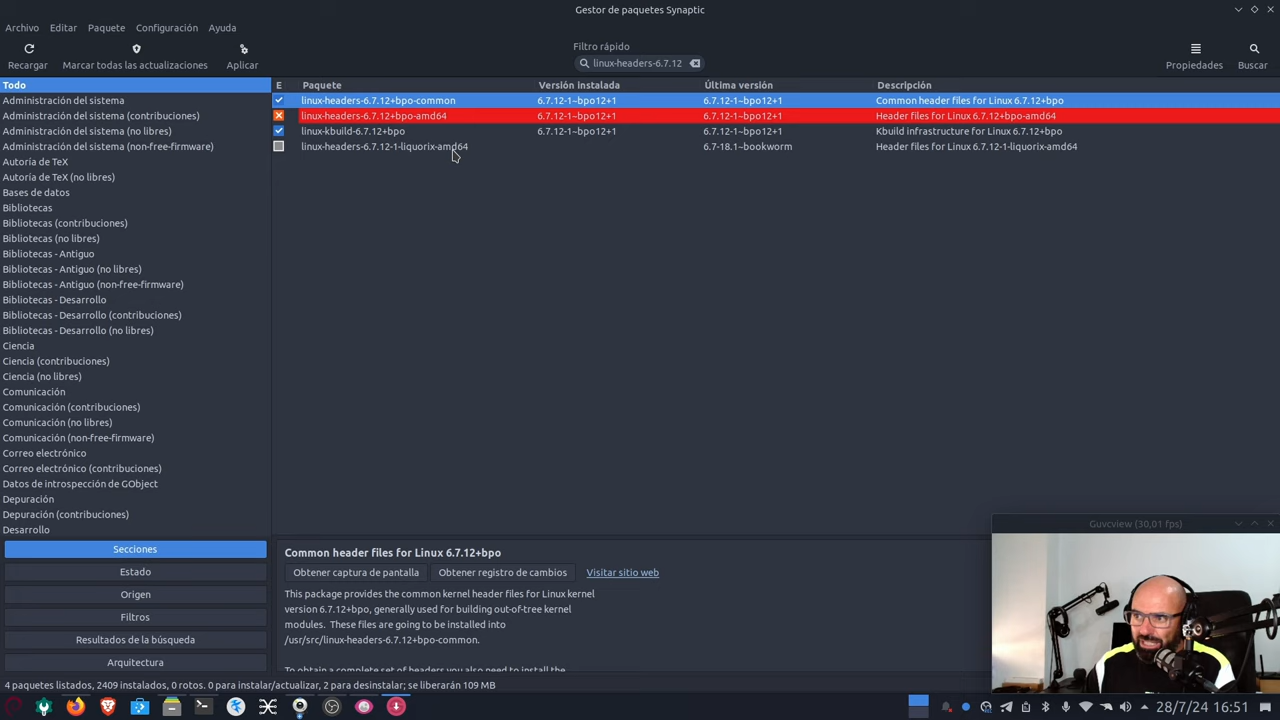 Gestor de paquetes Synaptic
Archivo Editar Paquete Configuración Ayuda
Recargar Marcar todas las actualizaciones Aplicar Filtro rápido linux-headers-6.7.12 Propiedades Buscar
E Paquete Versión instalada Última versión Descripción
linux-headers-6.7.12+bpo-common 6.7.12-1~bpo12+1 6.7.12-1~bpo12+1 Common header files for Linux 6.7.12+bpo
linux-headers-6.7.12+bpo-amd64 6.7.12-1~bpo12+1 6.7.12-1~bpo12+1 Header files for Linux 6.7.12+bpo-amd64
linux-kbuild-6.7.12+bpo 6.7.12-1~bpo12+1 6.7.12-1~bpo12+1 Kbuild infrastructure for Linux 6.7.12+bpo
linux-headers-6.7.12-1-liquorix-amd64 6.7-18.1~bookworm Header files for Linux 6.7.12-1-liquorix-amd64
Todo
Administración del sistema
Administración del sistema (contribuciones)
Administración del sistema (no libres)
Administración del sistema (non-free-firmware)
Autoría de TeX
Autoría de TeX (no libres)
Bases de datos
Bibliotecas
Bibliotecas (contribuciones)
Bibliotecas (no libres)
Bibliotecas - Antiguo
Bibliotecas - Antiguo (no libres)
Bibliotecas - Antiguo (non-free-firmware)
Bibliotecas - Desarrollo
Bibliotecas - Desarrollo (contribuciones)
Bibliotecas - Desarrollo (no libres)
Ciencia
Ciencia (contribuciones)
Ciencia (no libres)
Comunicación
Comunicación (contribuciones)
Comunicación (no libres)
Comunicación (non-free-firmware)
Correo electrónico
Correo electrónico (contribuciones)
Datos de introspección de GObject
Depuración
Depuración (contribuciones)
Desarrollo
Secciones
Estado
Origen
Filtros
Resultados de la búsqueda
Arquitectura
Common header files for Linux 6.7.12+bpo
Obtener captura de pantalla Obtener registro de cambios Visitar sitio web
This package provides the common kernel header files for Linux kernel
version 6.7.12+bpo, generally used for building out-of-tree kernel
modules. These files are going to be installed into
/usr/src/linux-headers-6.7.12+bpo-common.
To obtain a complete set of headers you also need to install the
Guvcview (30,01 fps)
4 paquetes listados, 2409 instalados, 0 rotos. 0 para instalar/actualizar, 2 para desinstalar; se liberarán 109 MB
28/7/24 16:51